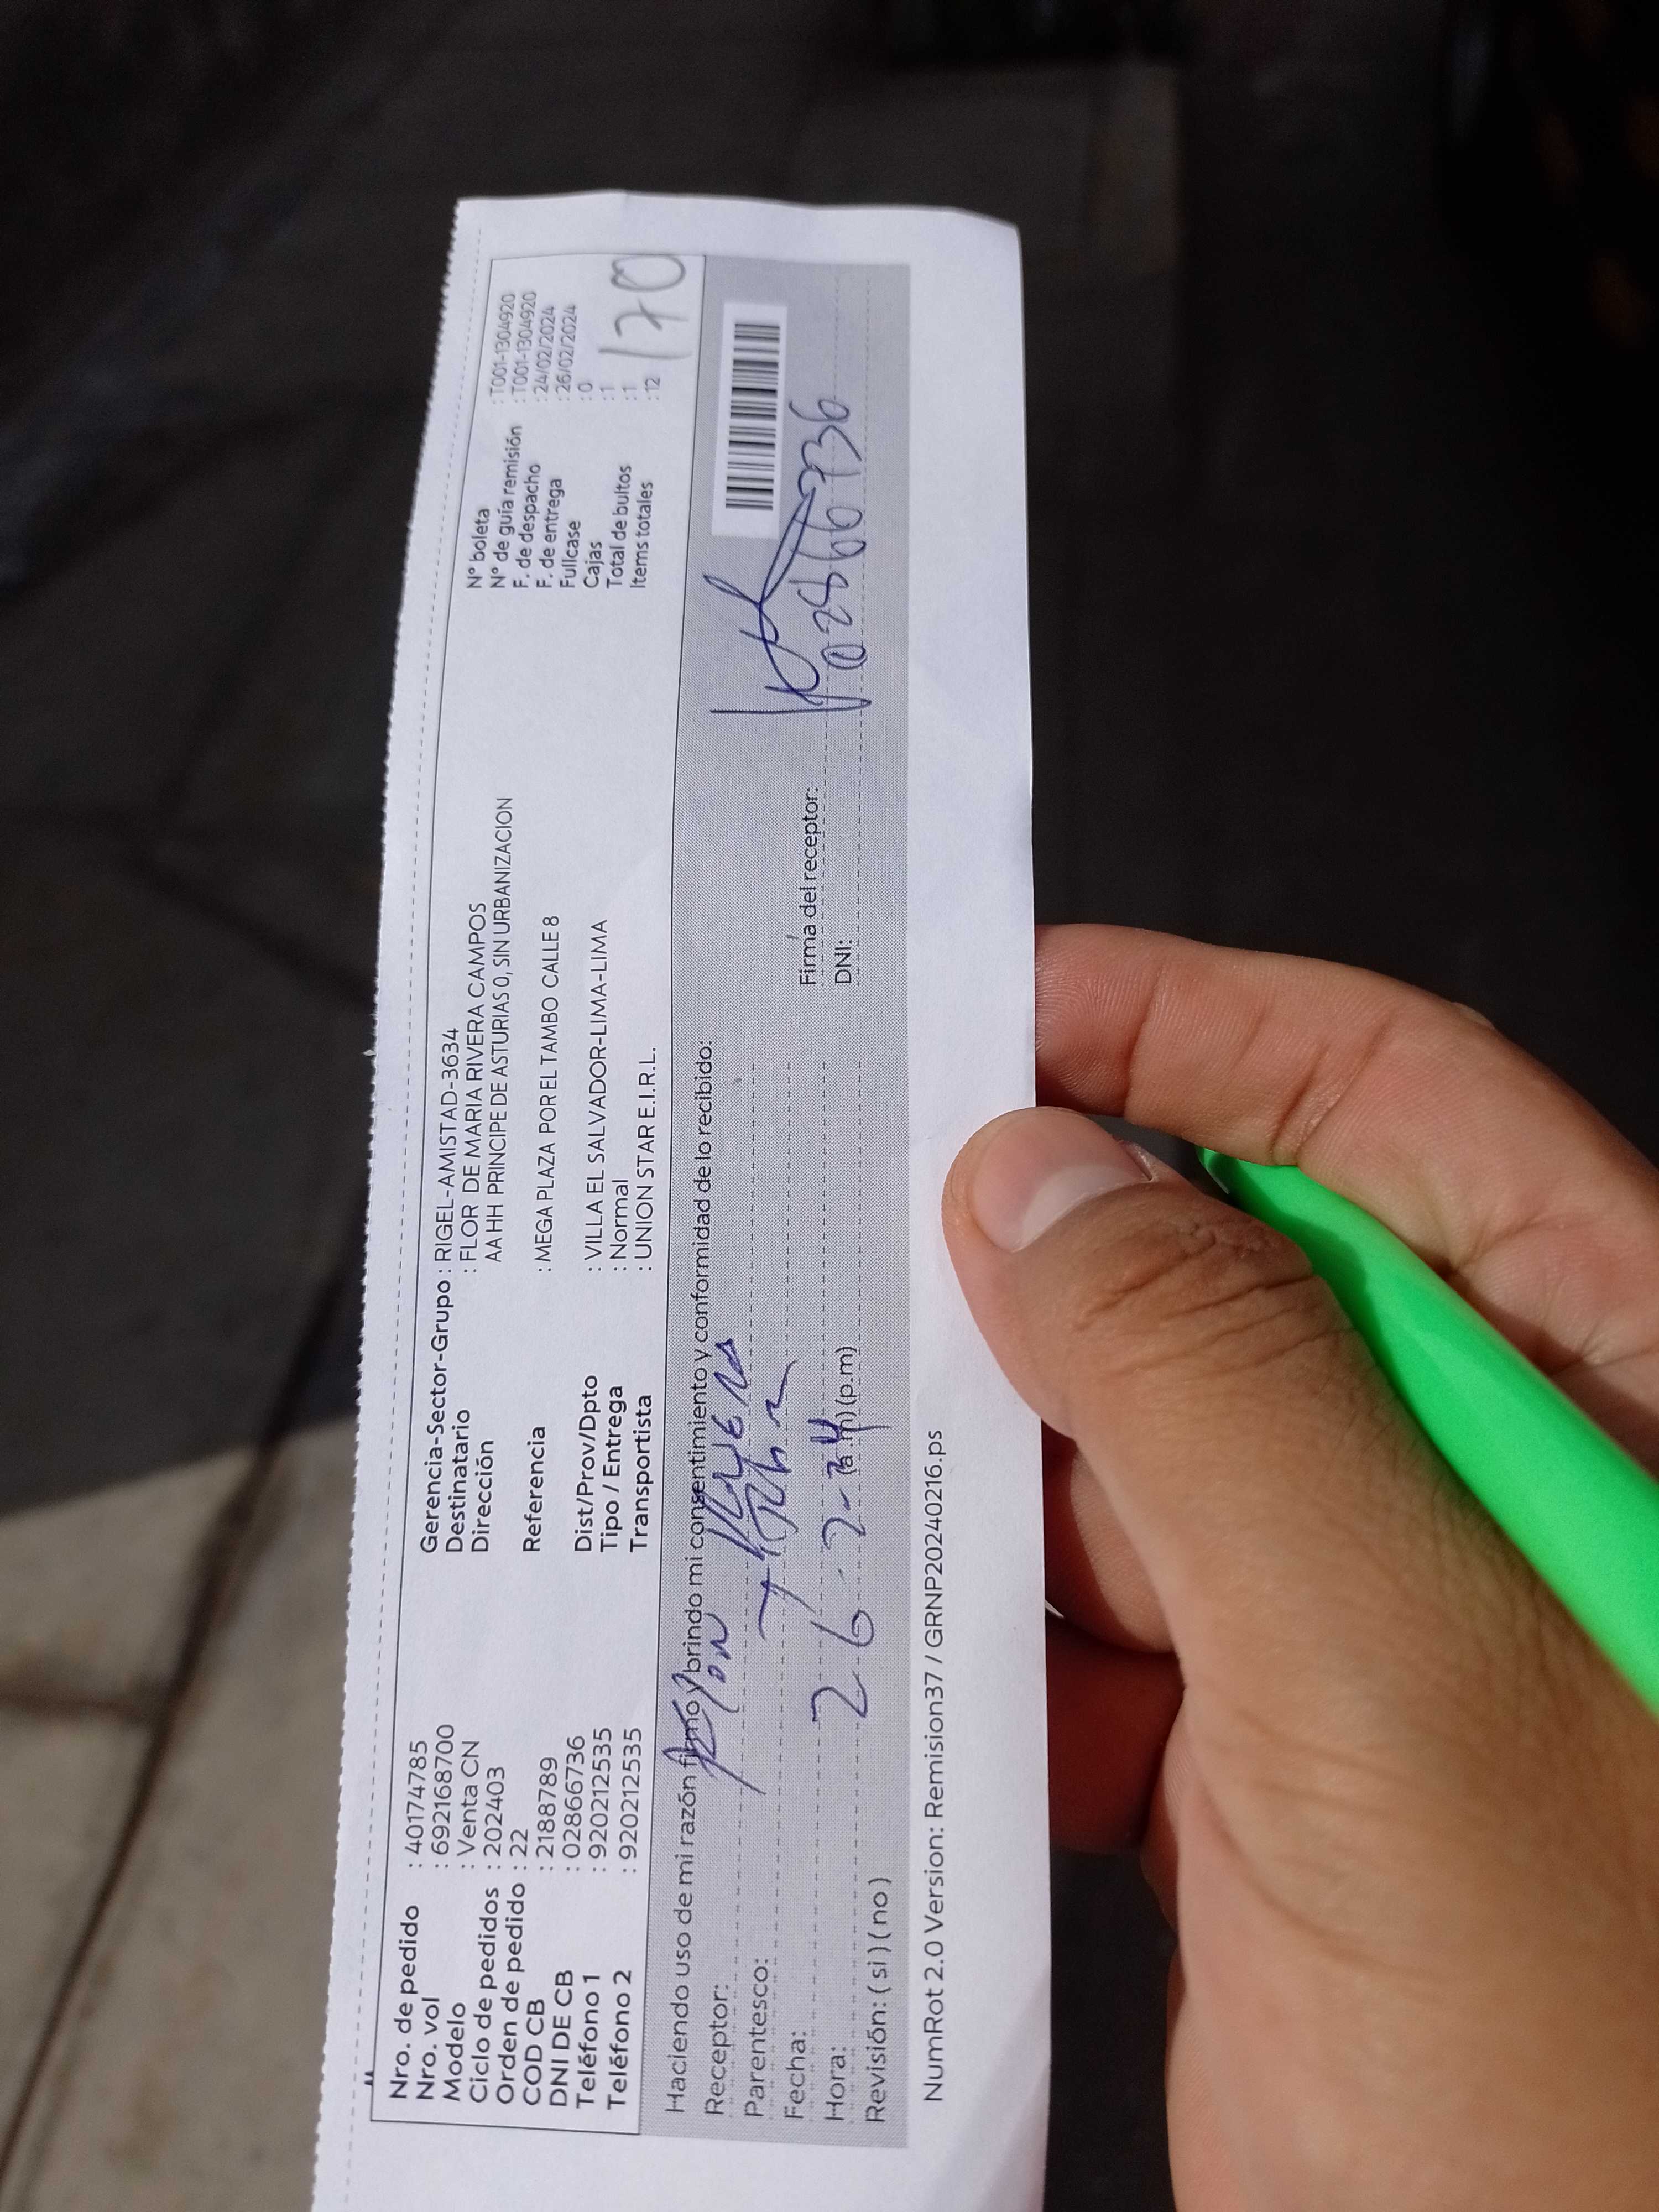 Nro. de pedido : 40174785
Nro. vol : 692168700
Modelo : Venta CN
Ciclo de pedidos : 202403
Orden de pedido : 22
COD CB : 2188789
DNI DE CB : 02866736
Teléfono 1 : 920212535
Teléfono 2 : 920212535
Gerencia-Sector-Grupo : RIGEL-AMISTAD-3634
Destinatario : FLOR DE MARIA RIVERA CAMPOS
Dirección AA HH PRINCIPE DE ASTURIAS 0, SIN URBANIZACION
Referencia : MEGA PLAZA POR EL TAMBO CALLE 8
Dist/Prov/Dpto : VILLA EL SALVADOR-LIMA-LIMA
Tipo / Entrega : Normal
Transportista : UNION STAR E.I.R.L.
N° boleta : T001-1304920
N° de guía remisión : T001-1304920
F. de despacho : 24/02/2024
F. de entrega : 26/02/2024
Fullcase : 0
Cajas : 1
Total de bultos : 1
Items totales : 12
170
Haciendo uso de mi razón firmo y brindo mi consentimiento y conformidad de lo recibido:
Receptor:
Parentesco:
Fecha: 26-2-24
Hora: (a.m) (p.m)
Revisión: ( si ) ( no )
Firma del receptor:
DNI: 02866736
NumRot 2.0 Version: Remision37 / GRNP20240216.ps